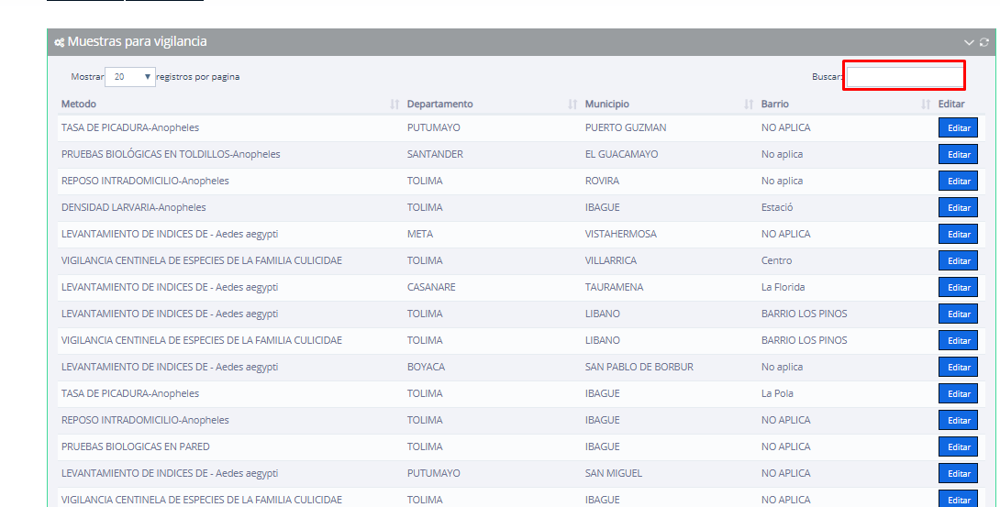 Muestras para vigilancia
Mostrar 20 registros por pagina Buscar:
Metodo Departamento Municipio Barrio Editar
TASA DE PICADURA-Anopheles PUTUMAYO PUERTO GUZMAN NO APLICA Editar
PRUEBAS BIOLÓGICAS EN TOLDILLOS-Anopheles SANTANDER EL GUACAMAYO No aplica Editar
REPOSO INTRADOMICILIO-Anopheles TOLIMA ROVIRA No aplica Editar
DENSIDAD LARVARIA-Anopheles TOLIMA IBAGUE Estació Editar
LEVANTAMIENTO DE INDICES DE - Aedes aegypti META VISTAHERMOSA NO APLICA Editar
VIGILANCIA CENTINELA DE ESPECIES DE LA FAMILIA CULICIDAE TOLIMA VILLARRICA Centro Editar
LEVANTAMIENTO DE INDICES DE - Aedes aegypti CASANARE TAURAMENA La Florida Editar
LEVANTAMIENTO DE INDICES DE - Aedes aegypti TOLIMA LIBANO BARRIO LOS PINOS Editar
VIGILANCIA CENTINELA DE ESPECIES DE LA FAMILIA CULICIDAE TOLIMA LIBANO BARRIO LOS PINOS Editar
LEVANTAMIENTO DE INDICES DE - Aedes aegypti BOYACA SAN PABLO DE BORBUR No aplica Editar
TASA DE PICADURA-Anopheles TOLIMA IBAGUE La Pola Editar
REPOSO INTRADOMICILIO-Anopheles TOLIMA IBAGUE NO APLICA Editar
PRUEBAS BIOLOGICAS EN PARED TOLIMA IBAGUE NO APLICA Editar
LEVANTAMIENTO DE INDICES DE - Aedes aegypti PUTUMAYO SAN MIGUEL NO APLICA Editar
VIGILANCIA CENTINELA DE ESPECIES DE LA FAMILIA CULICIDAE TOLIMA IBAGUE NO APLICA Editar